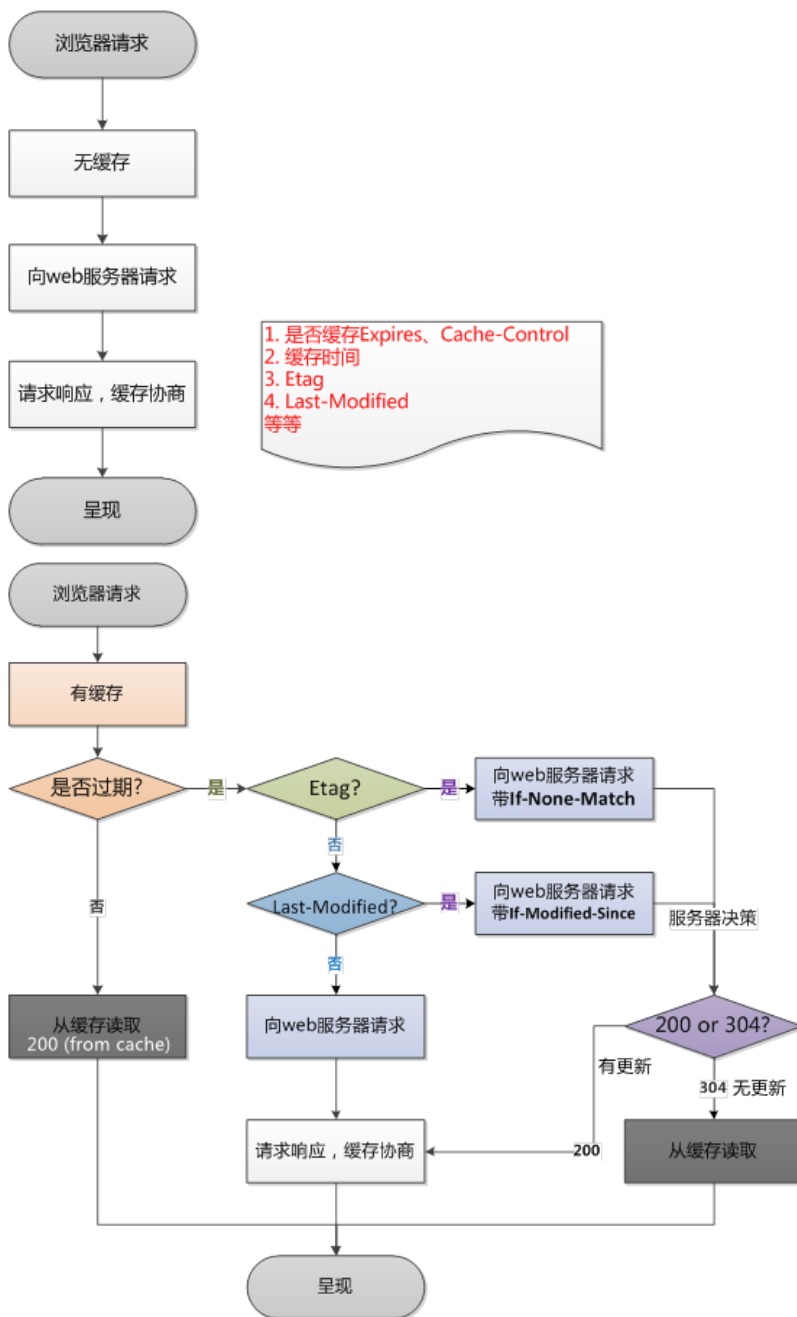 浏览器请求
无缓存
向web服务器请求
请求响应，缓存协商
呈现
1. 是否缓存Expires、Cache-Control
2. 缓存时间
3. Etag
4. Last-Modified
等等
浏览器请求
有缓存
是否过期?
是
Etag?
是
向web服务器请求
带If-None-Match
否
否
Last-Modified?
是
向web服务器请求
带If-Modified-Since
服务器决策
否
从缓存读取
200 (from cache)
向web服务器请求
200 or 304?
有更新
304 无更新
请求响应，缓存协商
200
从缓存读取
呈现